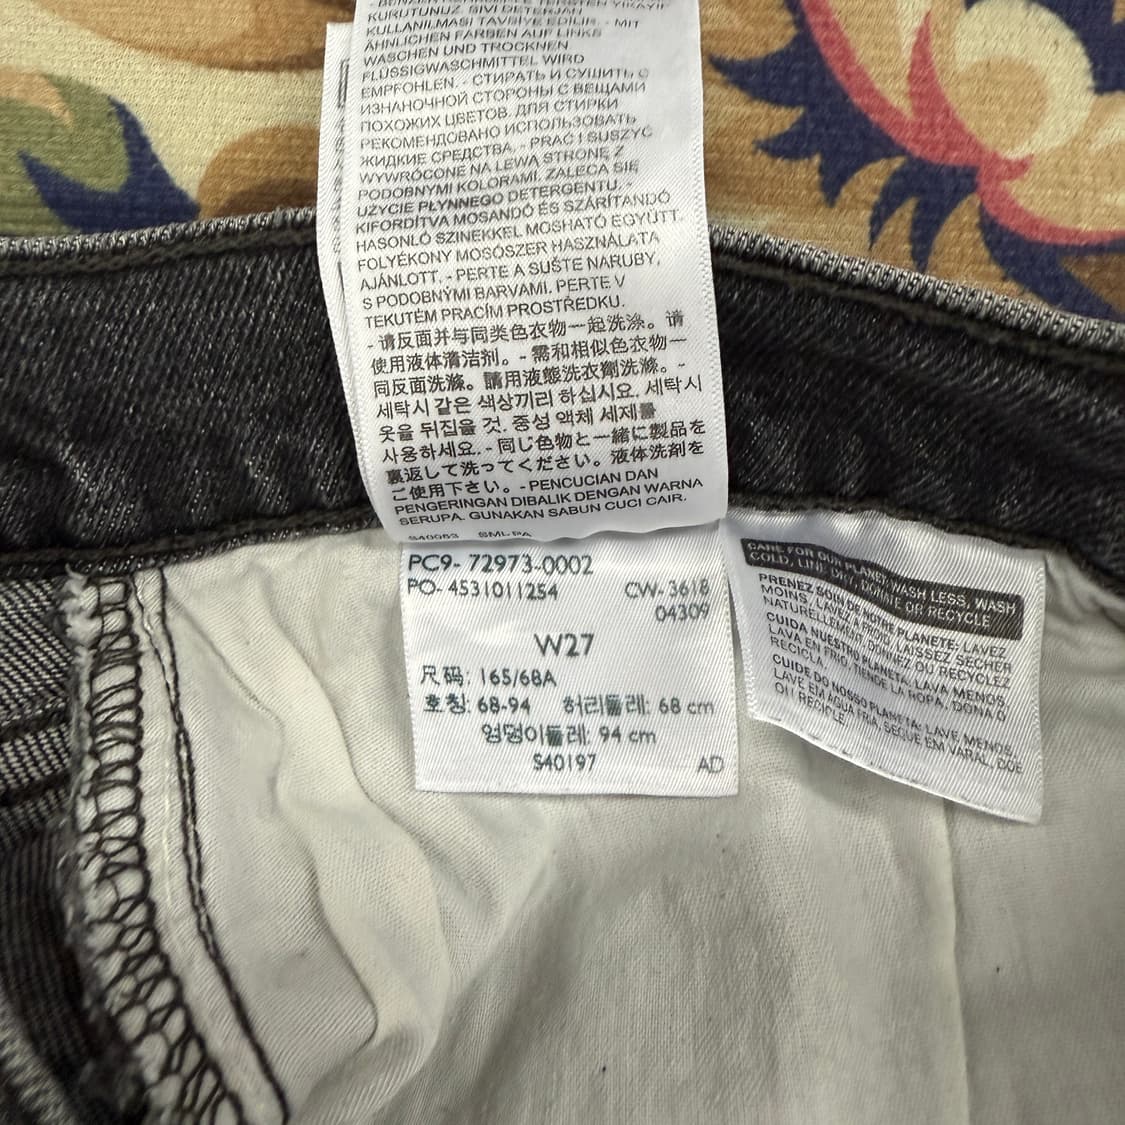 KURUTUNUZ. SIVI DETERJAN
KULLANILMASI TAVSİYE EDİLİR. - MIT
ÄHNLICHEN FARBEN AUF LINKS
WASCHEN UND TROCKNEN
FLÜSSIGWASCHMITTEL WIRD
EMPFOHLEN. - СТИРАТЬ И СУШИТЬ С
ИЗНАНОЧНОЙ СТОРОНЫ С ВЕЩАМИ
ПОХОЖИХ ЦВЕТОВ. ДЛЯ СТИРКИ
РЕКОМЕНДОВАНО ИСПОЛЬЗОВАТЬ
ЖИДКИЕ СРЕДСТВА. - PRAĆ I SUSZYĆ
WYWRÓCONE NA LEWĄ STRONĘ Z
PODOBNYMI KOLORAMI. ZALECA SIĘ
UŻYCIE PŁYNNEGO DETERGENTU. -
KIFORDÍTVA MOSANDÓ ÉS SZÁRÍTANDÓ
HASONLÓ SZINEKKEL MOSHATÓ EGYÜTT.
FOLYÉKONY MOSÓSZER HASZNÁLATA
AJÁNLOTT. - PERTE A SUŠTE NARUBY,
S PODOBNÝMI BARVAMI. PERTE V
TEKUTÉM PRACÍM PROSTŘEDKU.
- 请反面并与同类色衣物一起洗涤。请
使用液体清洁剂。- 需和相似色衣物一
同反面洗滌。請用液態洗衣劑洗滌。-
세탁시 같은 색상끼리 하십시요. 세탁시
옷을 뒤집을 것. 중성 액체 세제를
사용하세요. - 同じ色物と一緒に製品を
裏返して洗ってください。液体洗剤を
ご使用下さい。- PENCUCIAN DAN
PENGERINGAN DIBALIK DENGAN WARNA
SERUPA. GUNAKAN SABUN CUCI CAIR.
PC9- 72973-0002
PO- 4531011254 CW- 3618
04309
W27
尺码: 165/68A
호칭: 68-94 허리둘레: 68 cm
엉덩이둘레: 94 cm
S40197 AD
CARE FOR OUR PLANET: WASH LESS, WASH
COLD, LINE DRY, DONATE OR RECYCLE
PRENEZ SOIN DE NOTRE PLANÈTE: LAVEZ
MOINS, LAVEZ À FROID, LAISSEZ SÉCHER
NATURELLEMENT, DONNEZ OU RECYCLEZ
CUIDA NUESTRO PLANETA: LAVA MENOS,
LAVA EN FRÍO, TIENDE LA ROPA, DONA O
RECICLA.
CUIDE DO NOSSO PLANETA: LAVE MENOS,
LAVE EM ÁGUA FRIA, SEQUE EM VARAL, DOE
OU RECICLE